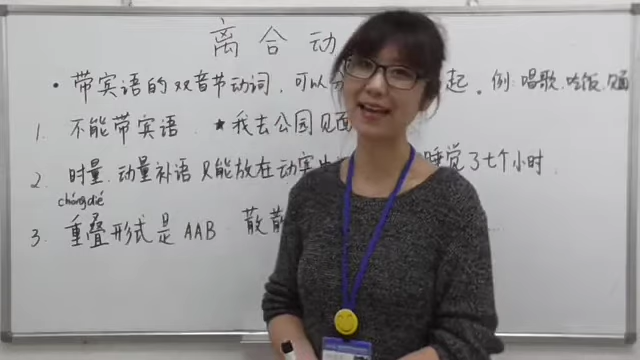 离合动
• 带宾语的双音节动词，可以分 起。例：唱歌、吃饭、见面
1. 不能带宾语 ★我去公园见面
2. 时量、动量补语只能放在动宾 睡觉了七个小时.
chóngdié
3. 重叠形式是AAB 散散